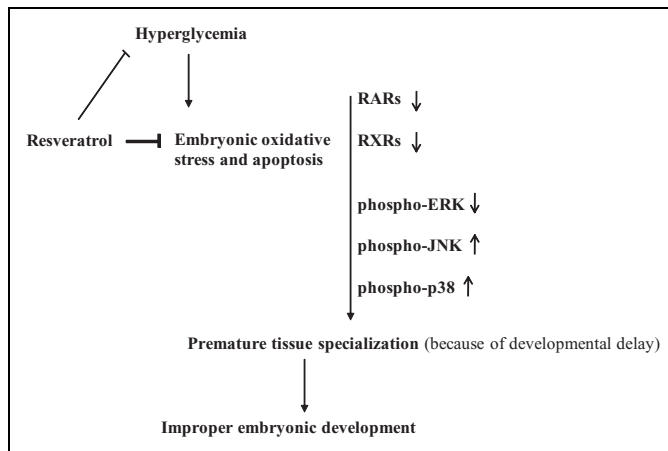 Hyperglycemia
RARs ↓
Resveratrol
Embryonic oxidative
stress and apoptosis
RXRs ↓
phospho-ERK ↓
phospho-JNK ↑
phospho-p38 ↑
Premature tissue specialization (because of developmental delay)
Improper embryonic development